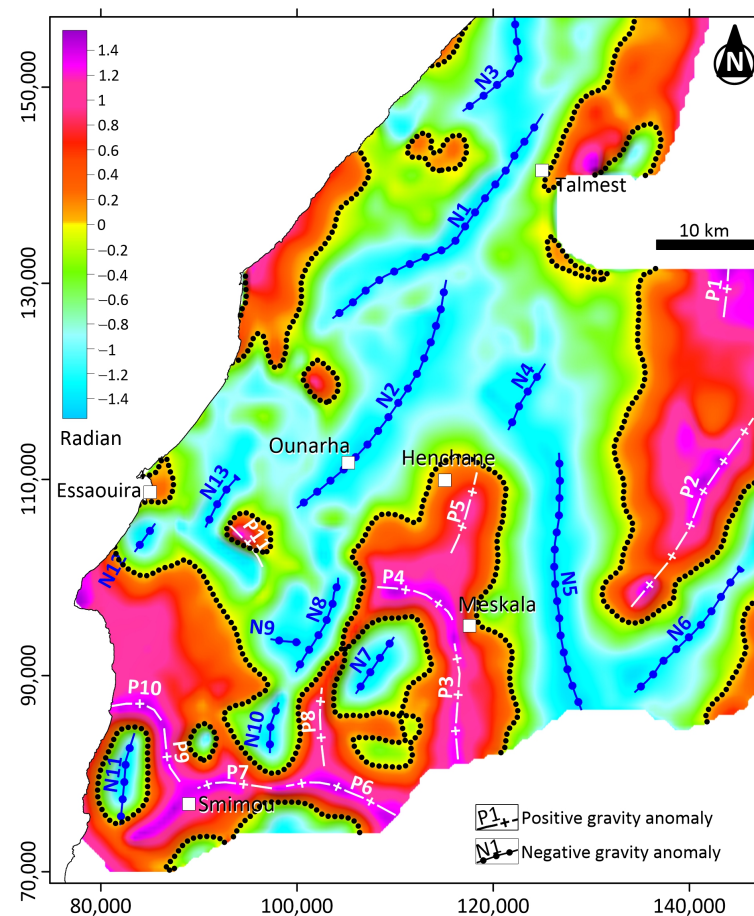 1.4
1.2
1
0.8
0.6
0.4
0.2
0
−0.2
−0.4
−0.6
−0.8
−1
−1.2
−1.4
Radian
N
10 km
150,000
130,000
110,000
90,000
70,000
80,000
100,000
120,000
140,000
N3
N1
Talmest
P1
N2
N4
Ounarha
Henchane
P2
Essaouira
N13
P5
P11
N12
P4
N5
N8
Meskala
N9
N6
N7
P10
P3
N10
P8
P9
N11
P7
P6
Smimou
P1 Positive gravity anomaly
N1 Negative gravity anomaly